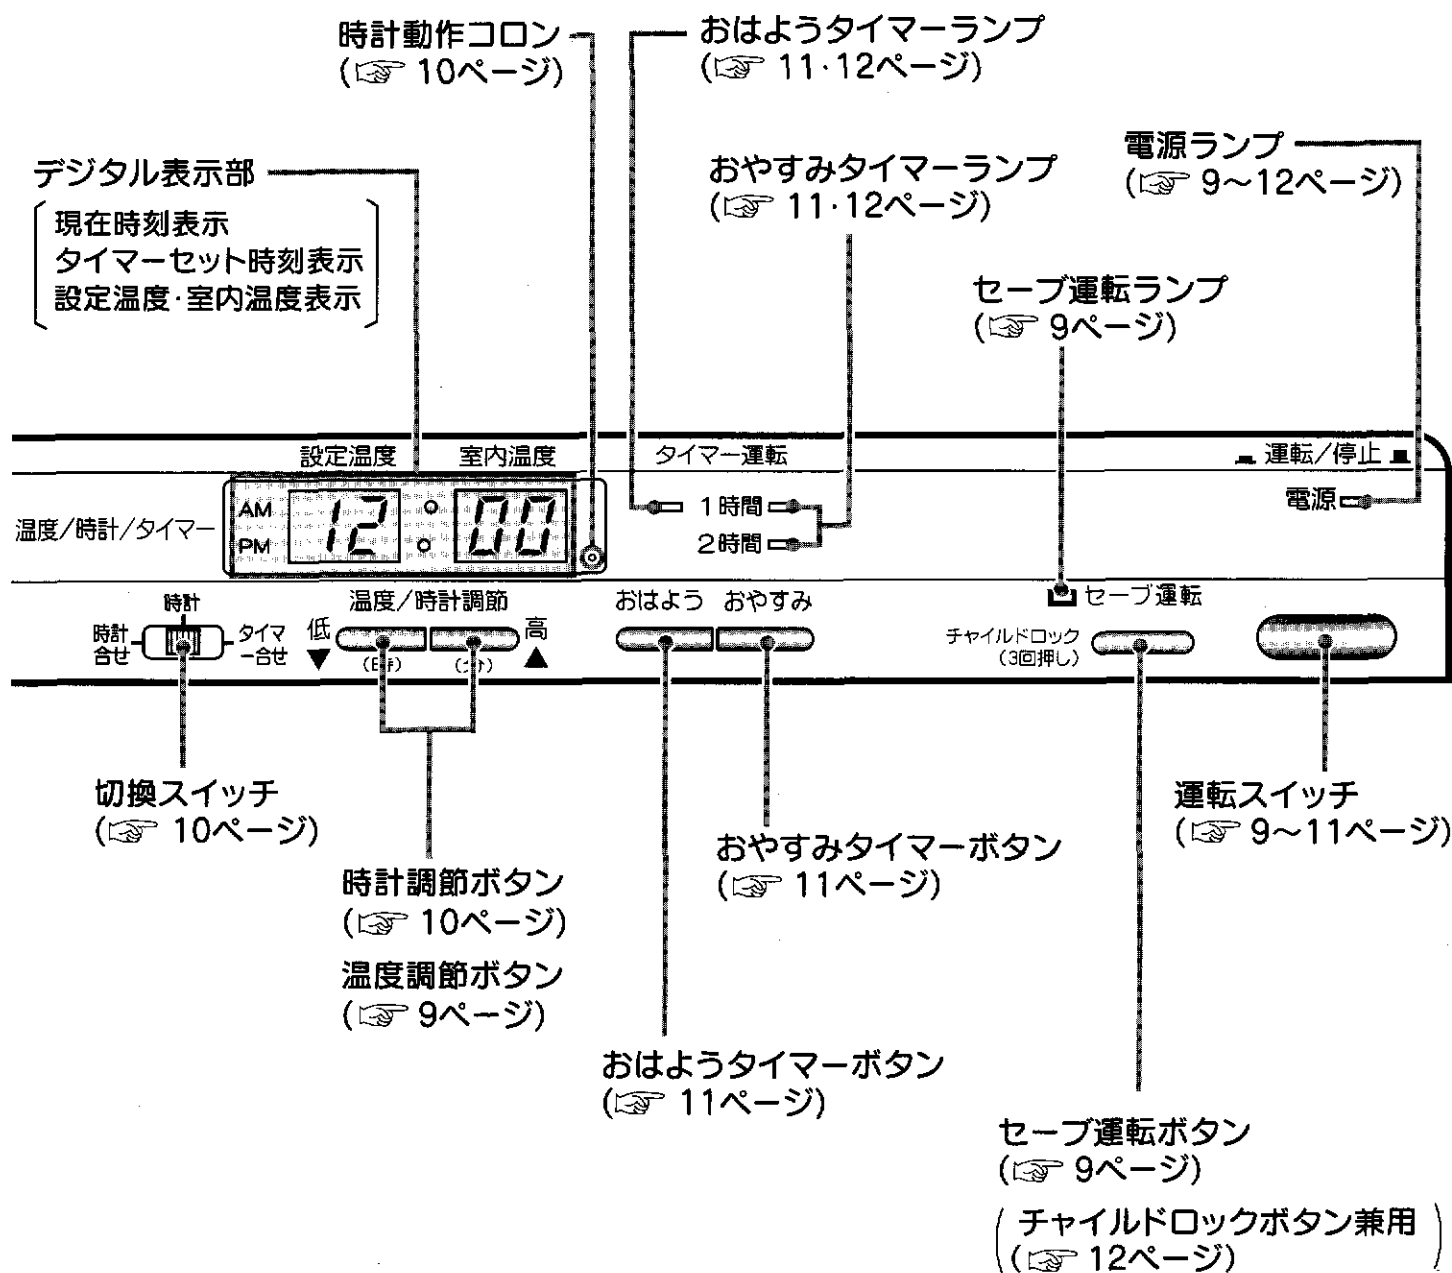 時計動作コロン
(☞ 10ページ)
おはようタイマーランプ
(☞ 11·12ページ)
電源ランプ
(☞ 9〜12ページ)
デジタル表示部
現在時刻表示
タイマーセット時刻表示
設定温度·室内温度表示
おやすみタイマーランプ
(☞ 11·12ページ)
セーブ運転ランプ
(☞ 9ページ)
設定温度 室内温度 タイマー運転 運転/停止
温度/時計/タイマー
AM
PM
12:00
1時間
2時間
電源
時計
時計
合せ
タイマ
ー合せ
温度/時計調節
低
▼
高
▲
(時) (分)
おはよう おやすみ
セーブ運転
チャイルドロック
(3回押し)
切換スイッチ
(☞ 10ページ)
時計調節ボタン
(☞ 10ページ)
温度調節ボタン
(☞ 9ページ)
おやすみタイマーボタン
(☞ 11ページ)
運転スイッチ
(☞ 9〜11ページ)
おはようタイマーボタン
(☞ 11ページ)
セーブ運転ボタン
(☞ 9ページ)
(チャイルドロックボタン兼用
(☞ 12ページ))